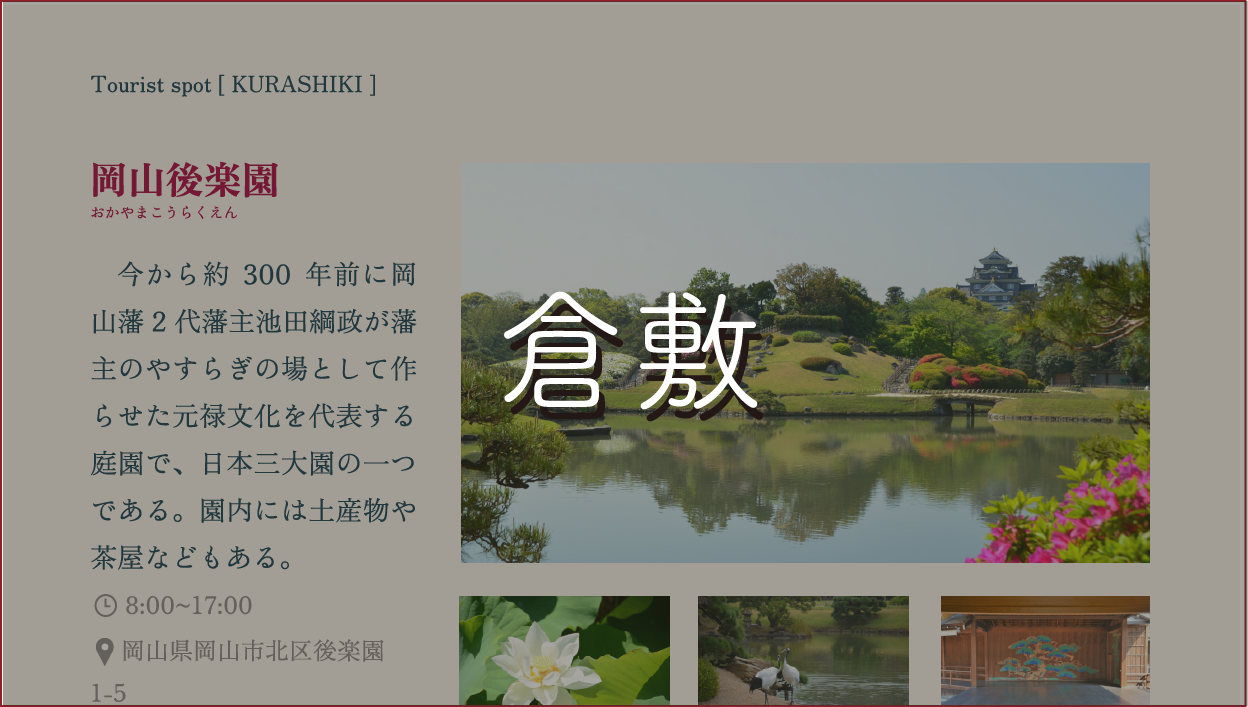 Tourist spot [ KURASHIKI ]
岡山後楽園
おかやまこうらくえん
今から約 300 年前に岡
山藩２代藩主池田綱政が藩
主のやすらぎの場として作
らせた元禄文化を代表する
庭園で、日本三大園の一つ
である。園内には土産物や
茶屋などもある。
8:00~17:00
岡山県岡山市北区後楽園
1-5
倉敷